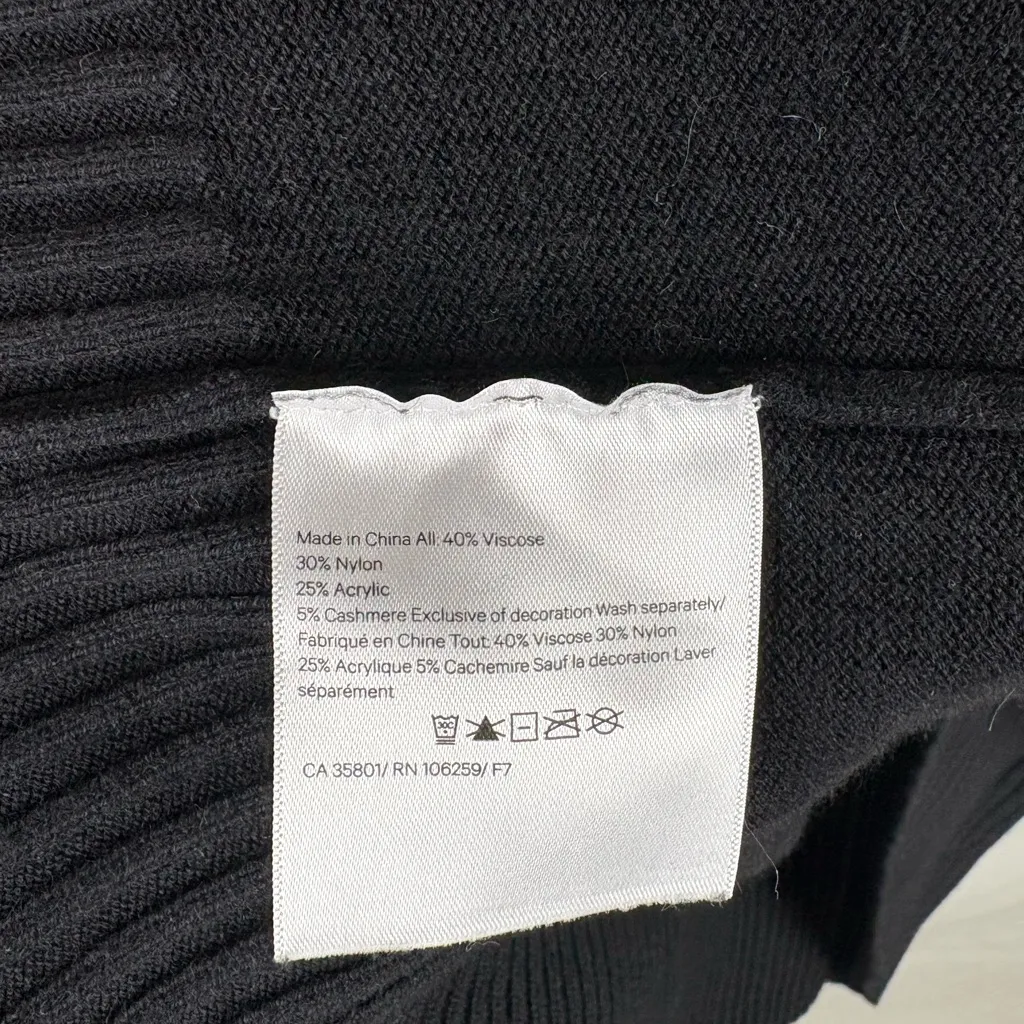 Made in China All: 40% Viscose
30% Nylon
25% Acrylic
5% Cashmere Exclusive of decoration Wash separately/
Fabriqué en Chine Tout: 40% Viscose 30% Nylon
25% Acrylique 5% Cachemire Sauf la décoration Laver
séparément
30C
CA 35801/ RN 106259/ F7